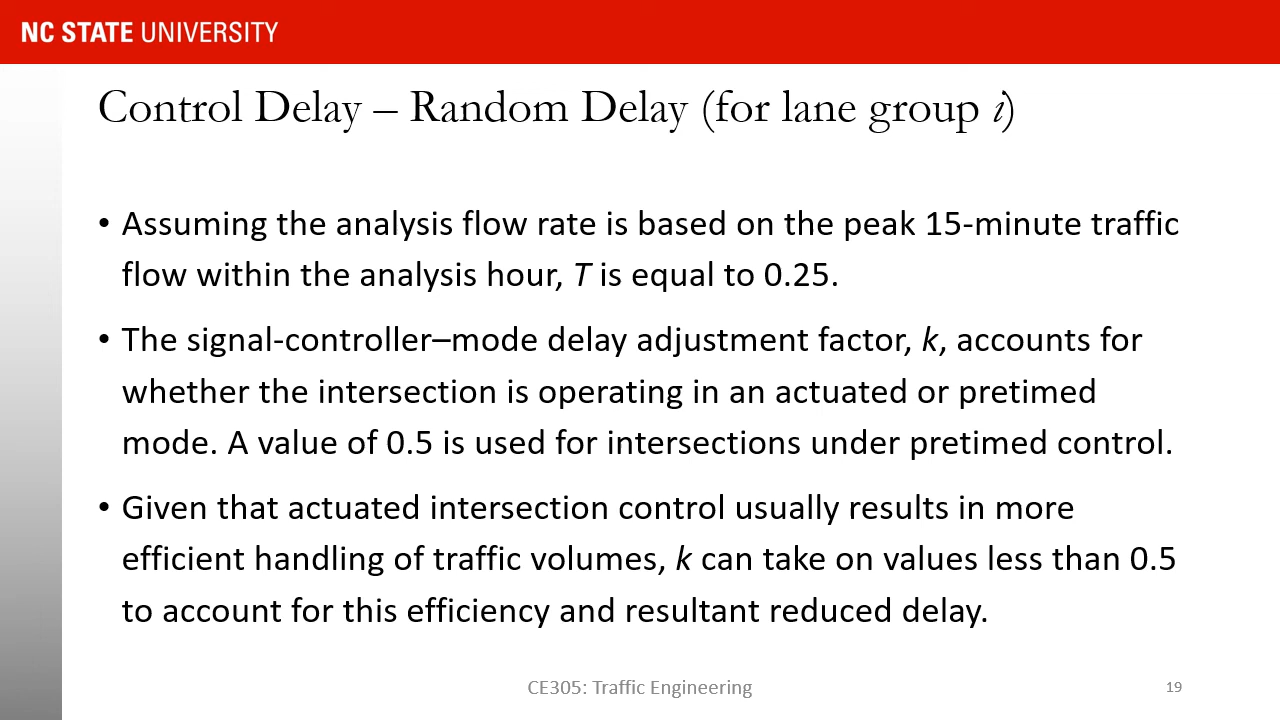 NC STATE UNIVERSITY
Control Delay – Random Delay (for lane group i)
• Assuming the analysis flow rate is based on the peak 15-minute traffic
flow within the analysis hour, T is equal to 0.25.
• The signal-controller–mode delay adjustment factor, k, accounts for
whether the intersection is operating in an actuated or pretimed
mode. A value of 0.5 is used for intersections under pretimed control.
• Given that actuated intersection control usually results in more
efficient handling of traffic volumes, k can take on values less than 0.5
to account for this efficiency and resultant reduced delay.
CE305: Traffic Engineering
19